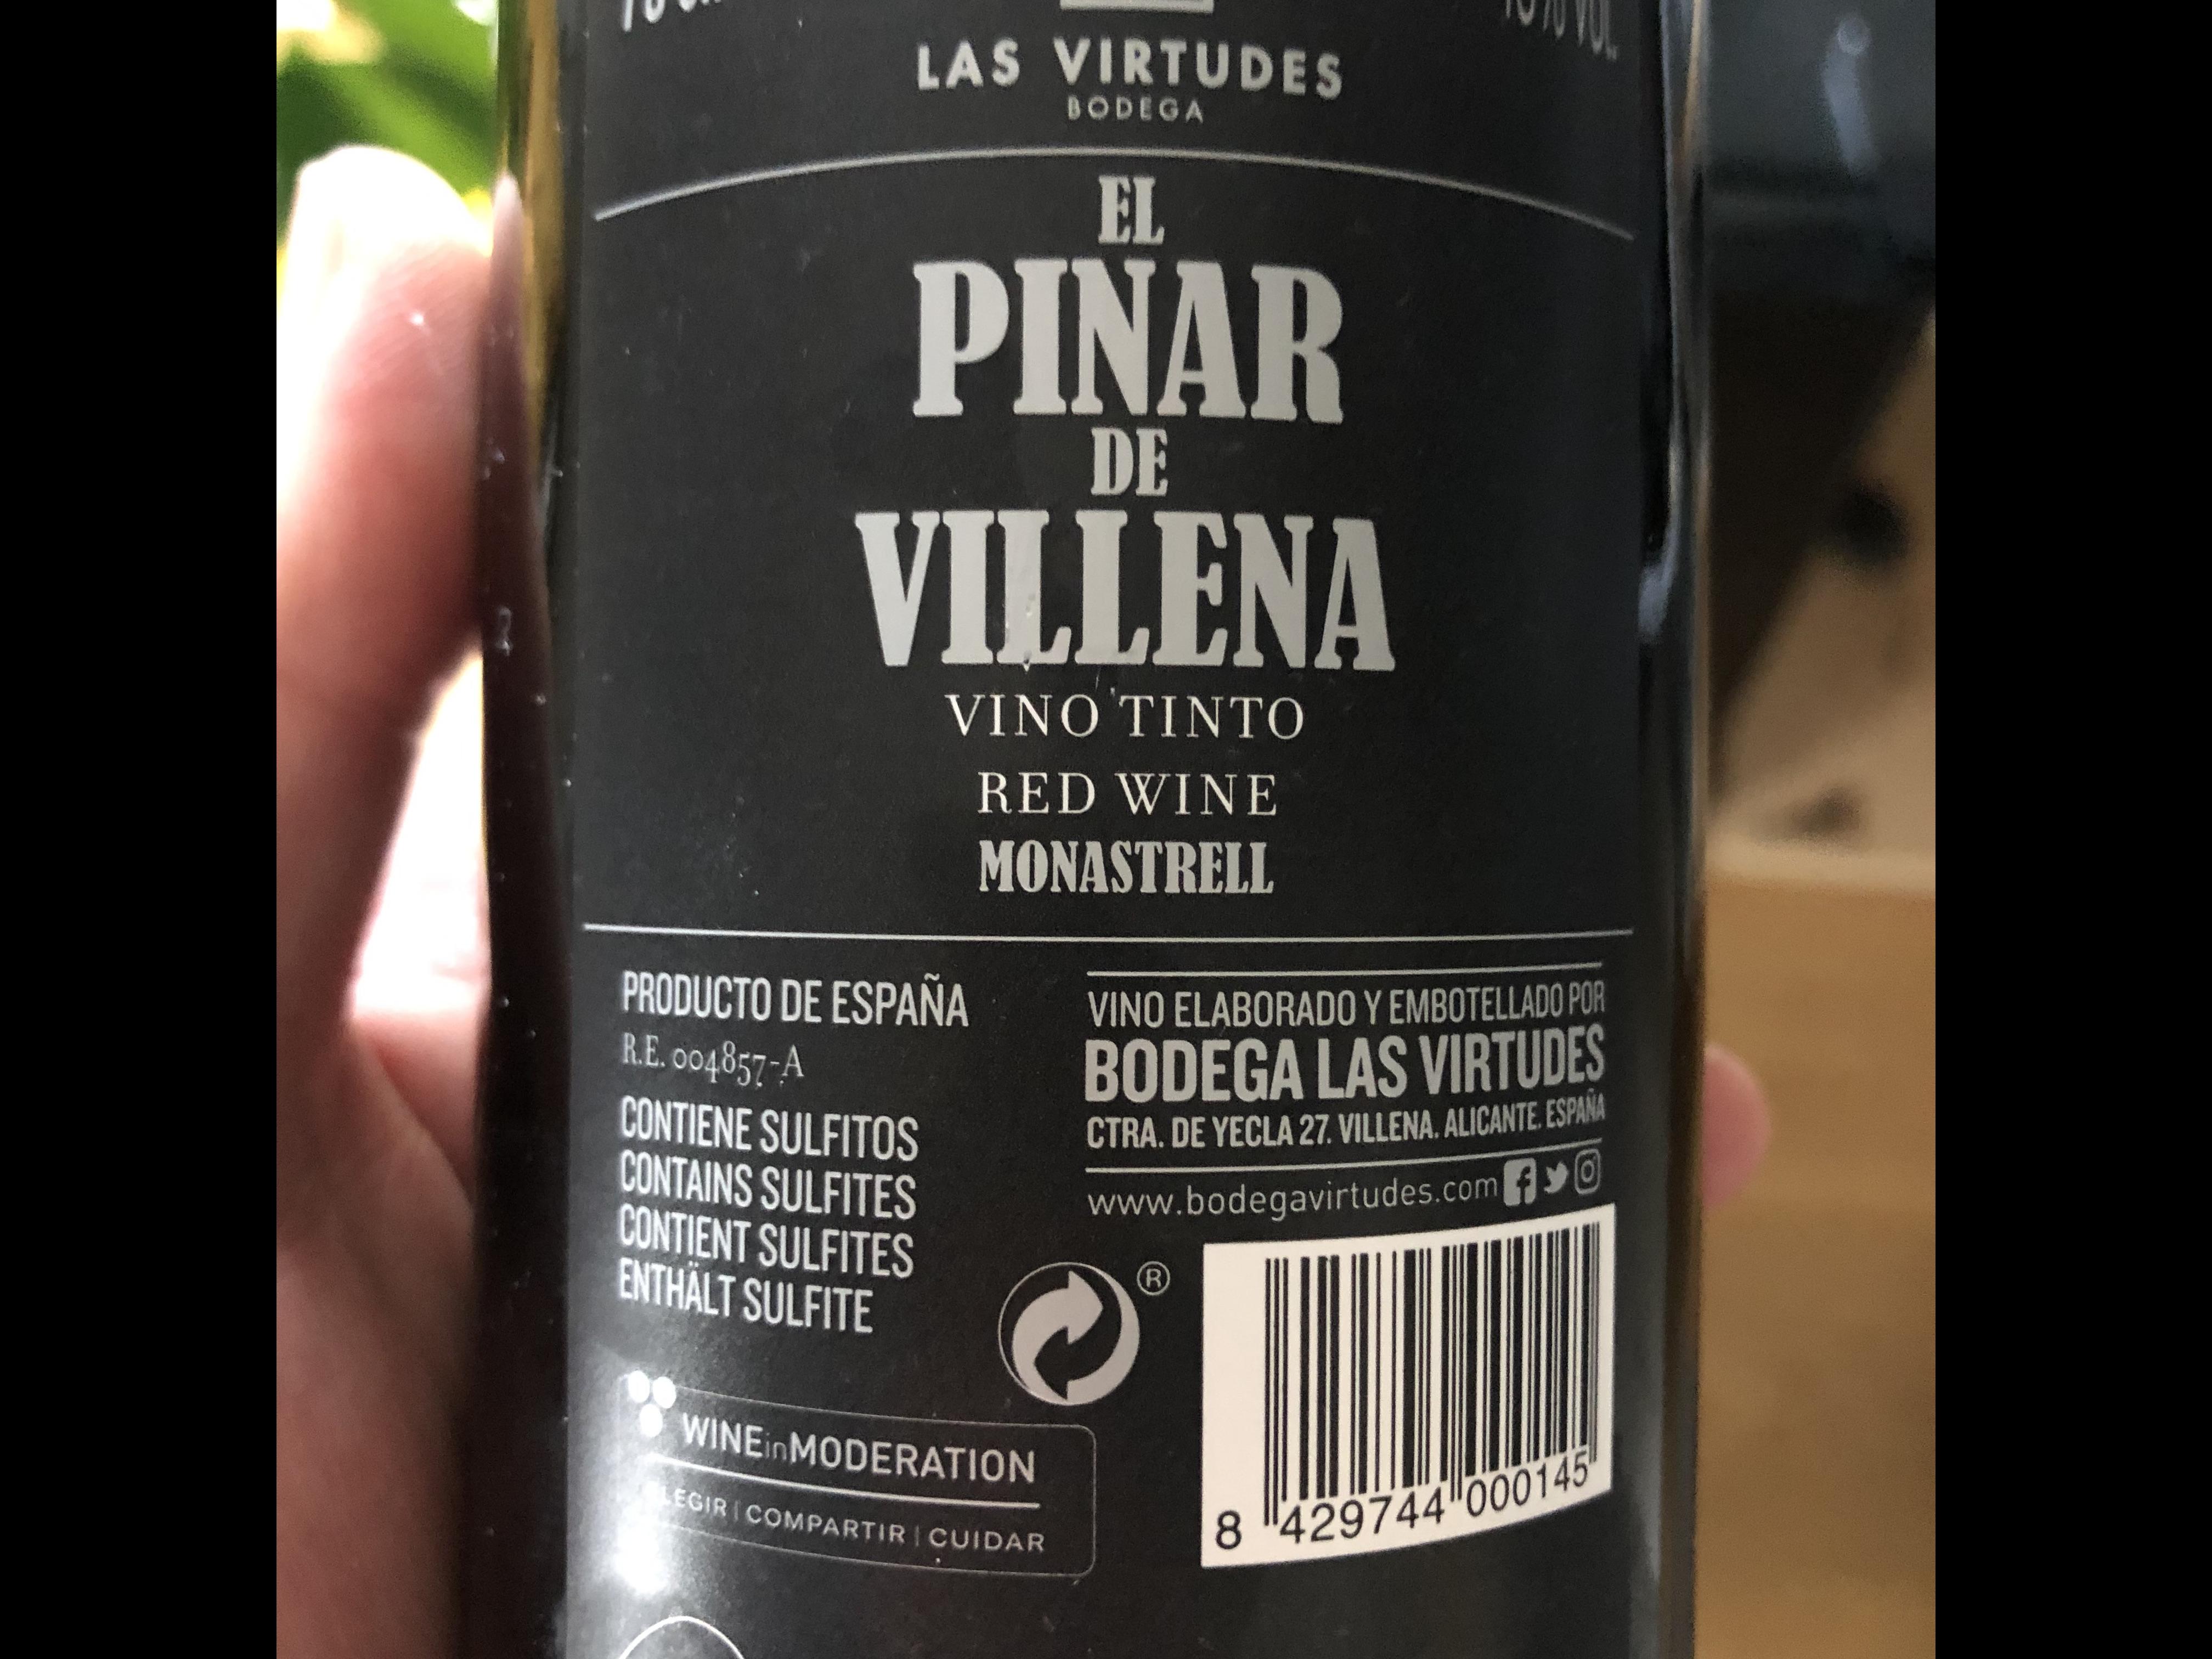 LAS VIRTUDES
BODEGA
EL
PINAR
DE
VILLENA
VINO TINTO
RED WINE
MONASTRELL
PRODUCTO DE ESPAÑA
R.E. 004857-A
CONTIENE SULFITOS
CONTAINS SULFITES
CONTIENT SULFITES
ENTHÄLT SULFITE
WINEinMODERATION
ELEGIR | COMPARTIR | CUIDAR
VINO ELABORADO Y EMBOTELLADO POR
BODEGA LAS VIRTUDES
CTRA. DE YECLA 27. VILLENA. ALICANTE. ESPAÑA
www.bodegavirtudes.com
®
8 429744 000145